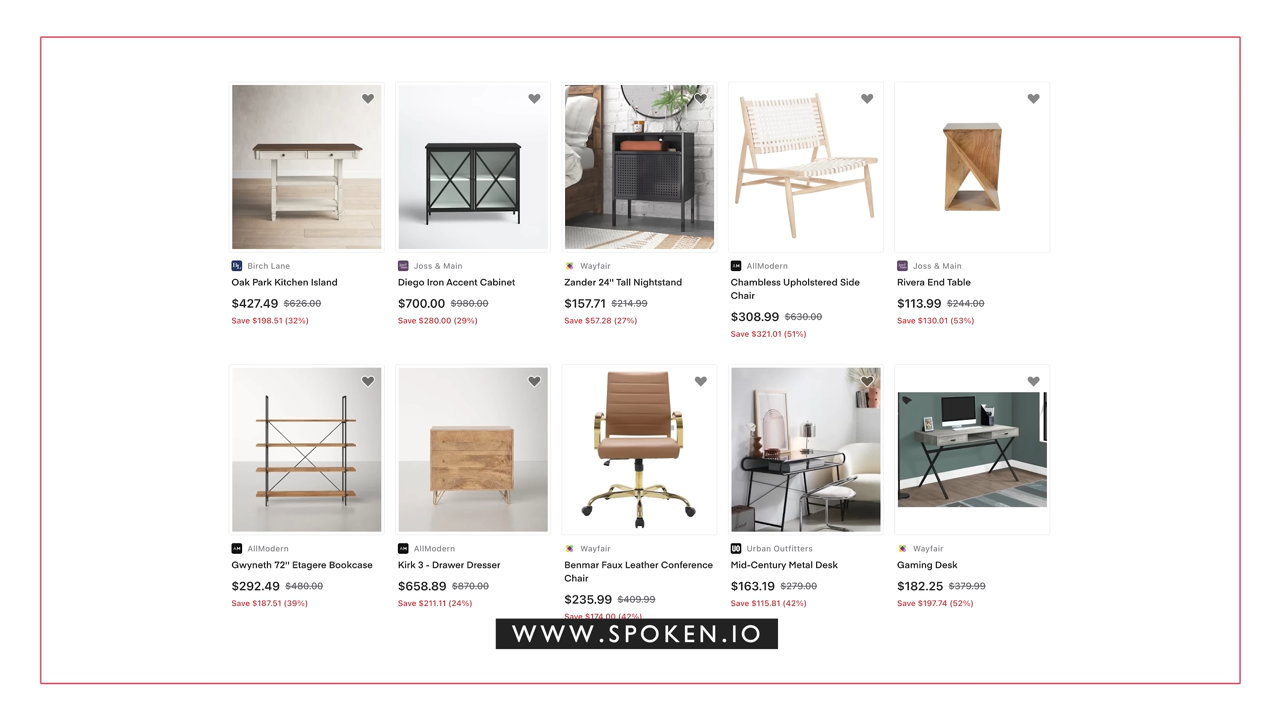 Birch Lane
Oak Park Kitchen Island
$427.49 $626.00
Save $198.51 (32%)
Joss & Main
Diego Iron Accent Cabinet
$700.00 $980.00
Save $280.00 (29%)
Wayfair
Zander 24'' Tall Nightstand
$157.71 $214.99
Save $57.28 (27%)
AllModern
Chambless Upholstered Side
Chair
$308.99 $630.00
Save $321.01 (51%)
Joss & Main
Rivera End Table
$113.99 $244.00
Save $130.01 (53%)
AllModern
Gwyneth 72'' Etagere Bookcase
$292.49 $480.00
Save $187.51 (39%)
AllModern
Kirk 3 - Drawer Dresser
$658.89 $870.00
Save $211.11 (24%)
Wayfair
Benmar Faux Leather Conference
Chair
$235.99 $409.99
Save $174.00 (42%)
UO Urban Outfitters
Mid-Century Metal Desk
$163.19 $279.00
Save $115.81 (42%)
Wayfair
Gaming Desk
$182.25 $379.99
Save $197.74 (52%)
WWW.SPOKEN.IO